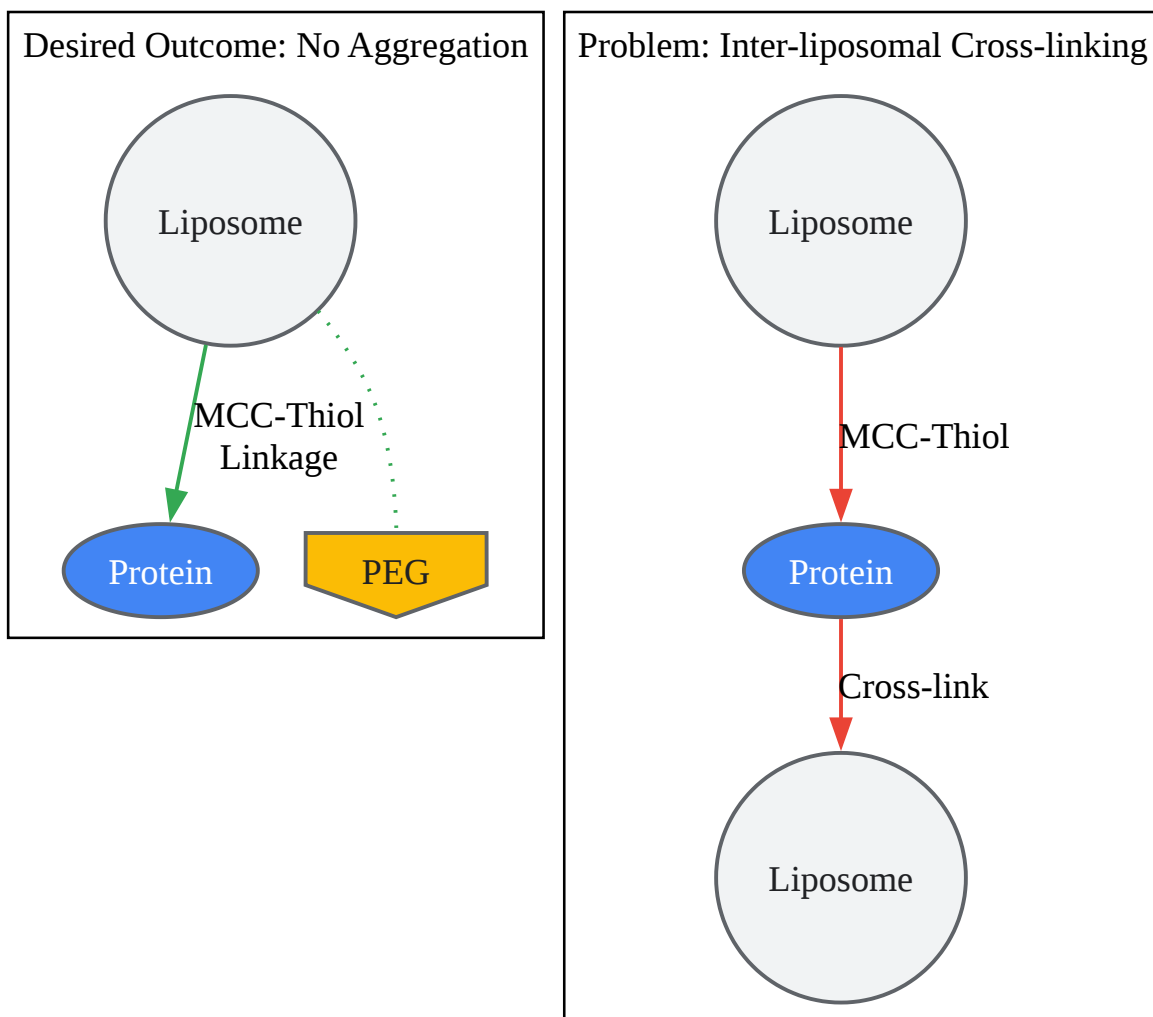 Desired Outcome: No Aggregation
Liposome
MCC-Thiol
Linkage
Protein
PEG
Problem: Inter-liposomal Cross-linking
Liposome
MCC-Thiol
Protein
Cross-link
Liposome